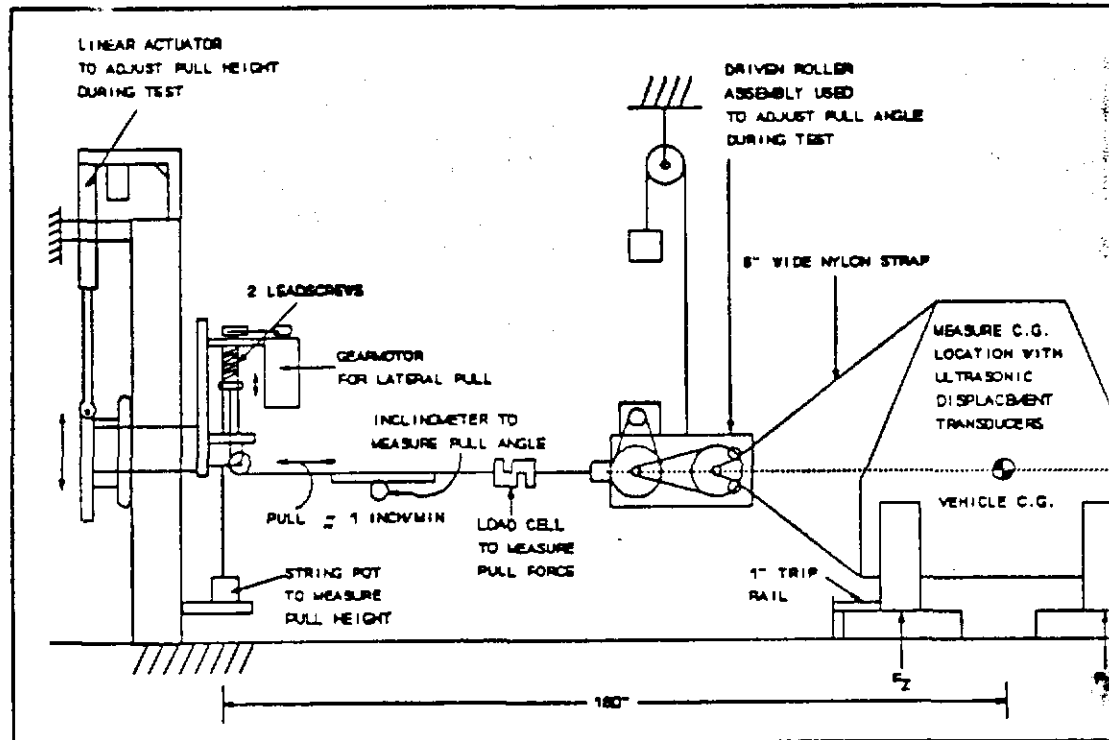 LINEAR ACTUATOR
TO ADJUST PULL HEIGHT
DURING TEST
DRIVEN ROLLER
ASSEMBLY USED
TO ADJUST PULL ANGLE
DURING TEST
2 LEADSCREWS
GEARMOTOR
FOR LATERAL PULL
INCLINOMETER TO
MEASURE PULL ANGLE
WIDE NYLON STRAP
MEASURE C.G.
LOCATION WITH
ULTRASONIC
DISPLACEMENT
TRANSDUCERS
VEHICLE C.G.
PULL = 1 INCH/MIN
LOAD CELL
TO MEASURE
PULL FORCE
STRING POT
TO MEASURE
PULL HEIGHT
1" TRIP
RAIL
FZ